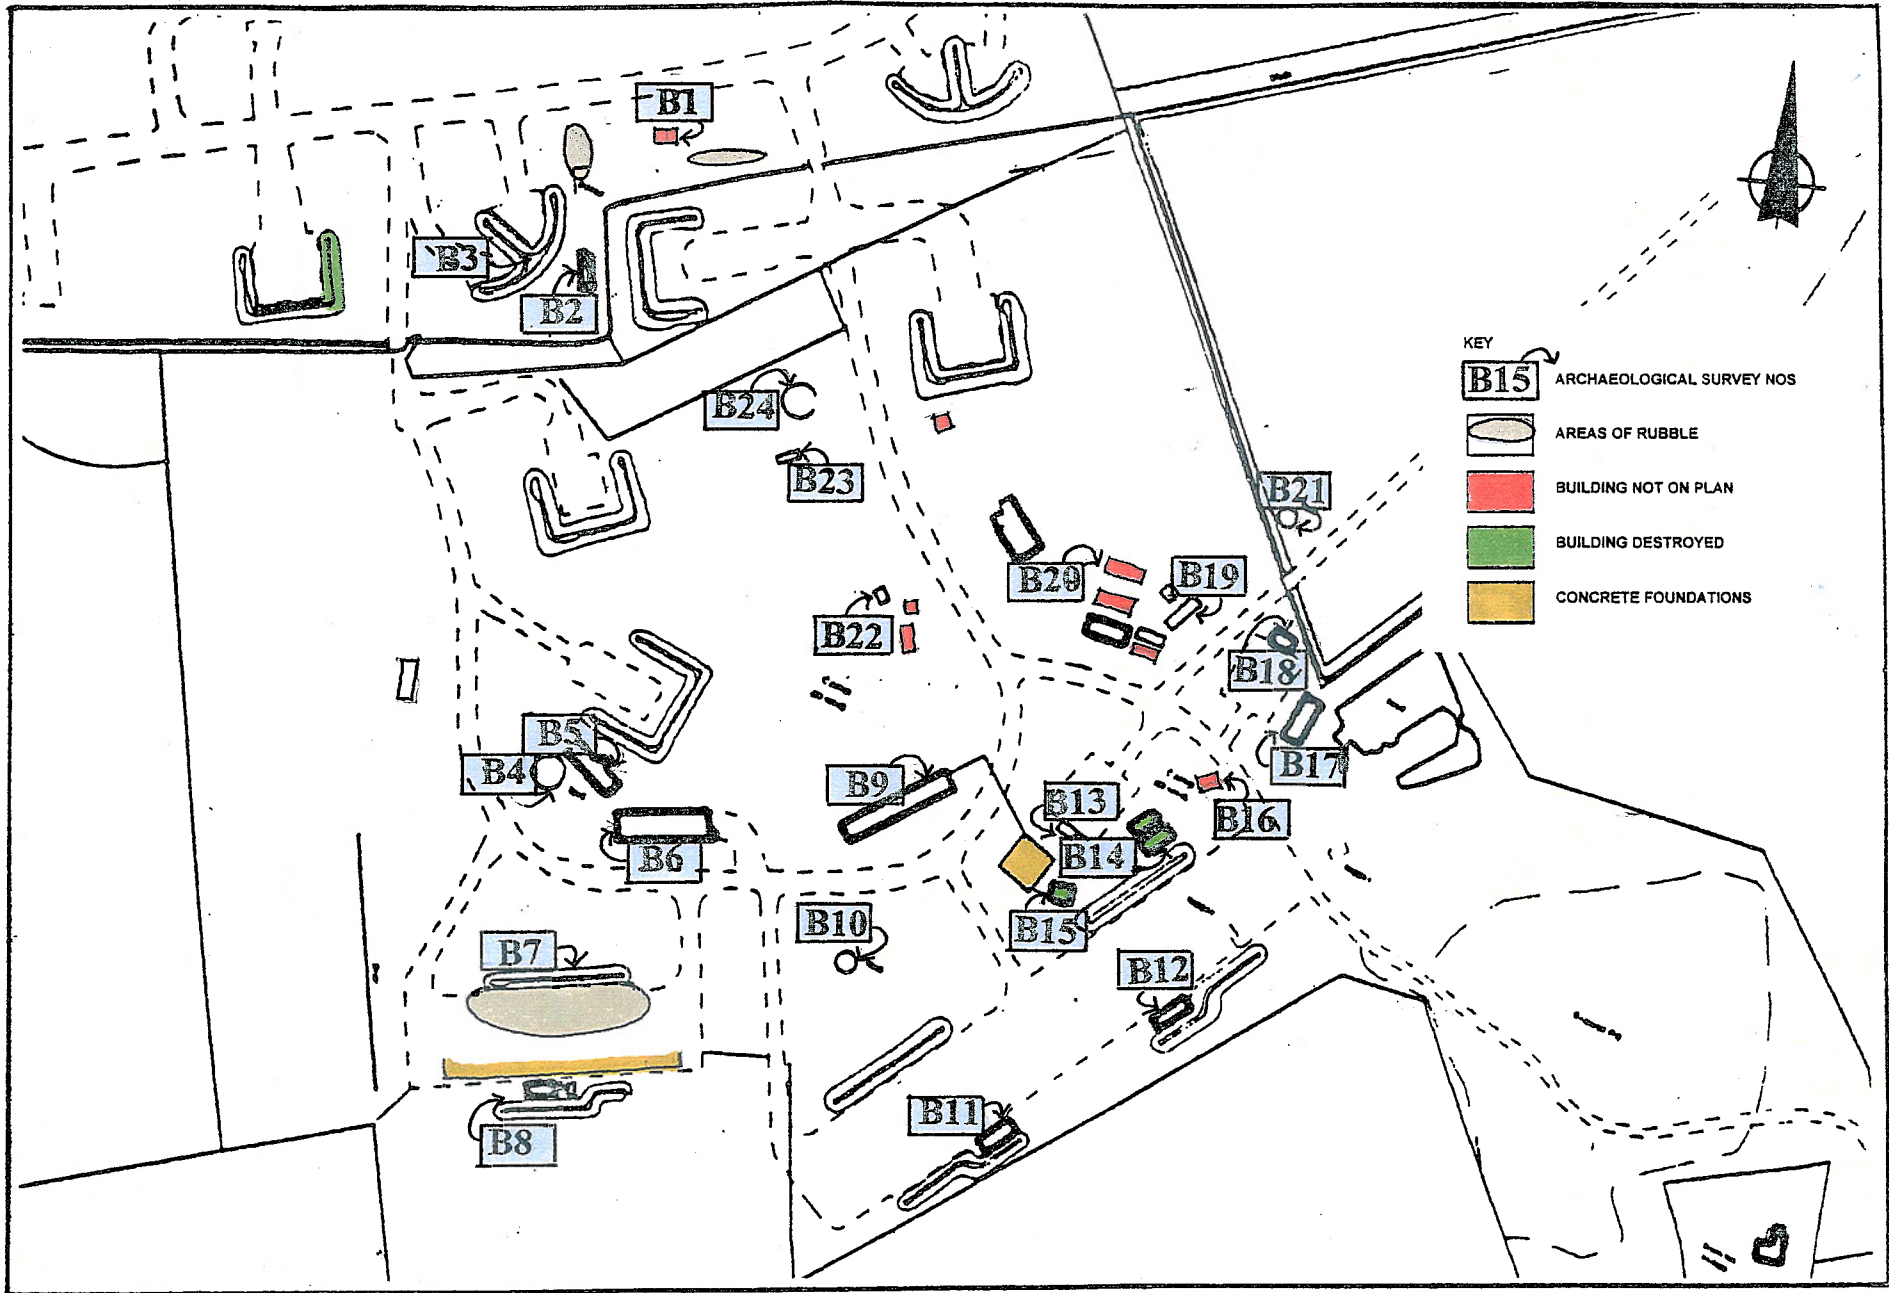 B1
B3
B2
KEY
B15 ARCHAEOLOGICAL SURVEY NOS
B24
AREAS OF RUBBLE
B23
B21
BUILDING NOT ON PLAN
BUILDING DESTROYED
B20
B19
CONCRETE FOUNDATIONS
B22
B18
B5
B4
B9
B17
B13
B16
B6
B14
B10
B15
B7
B12
B11
B8